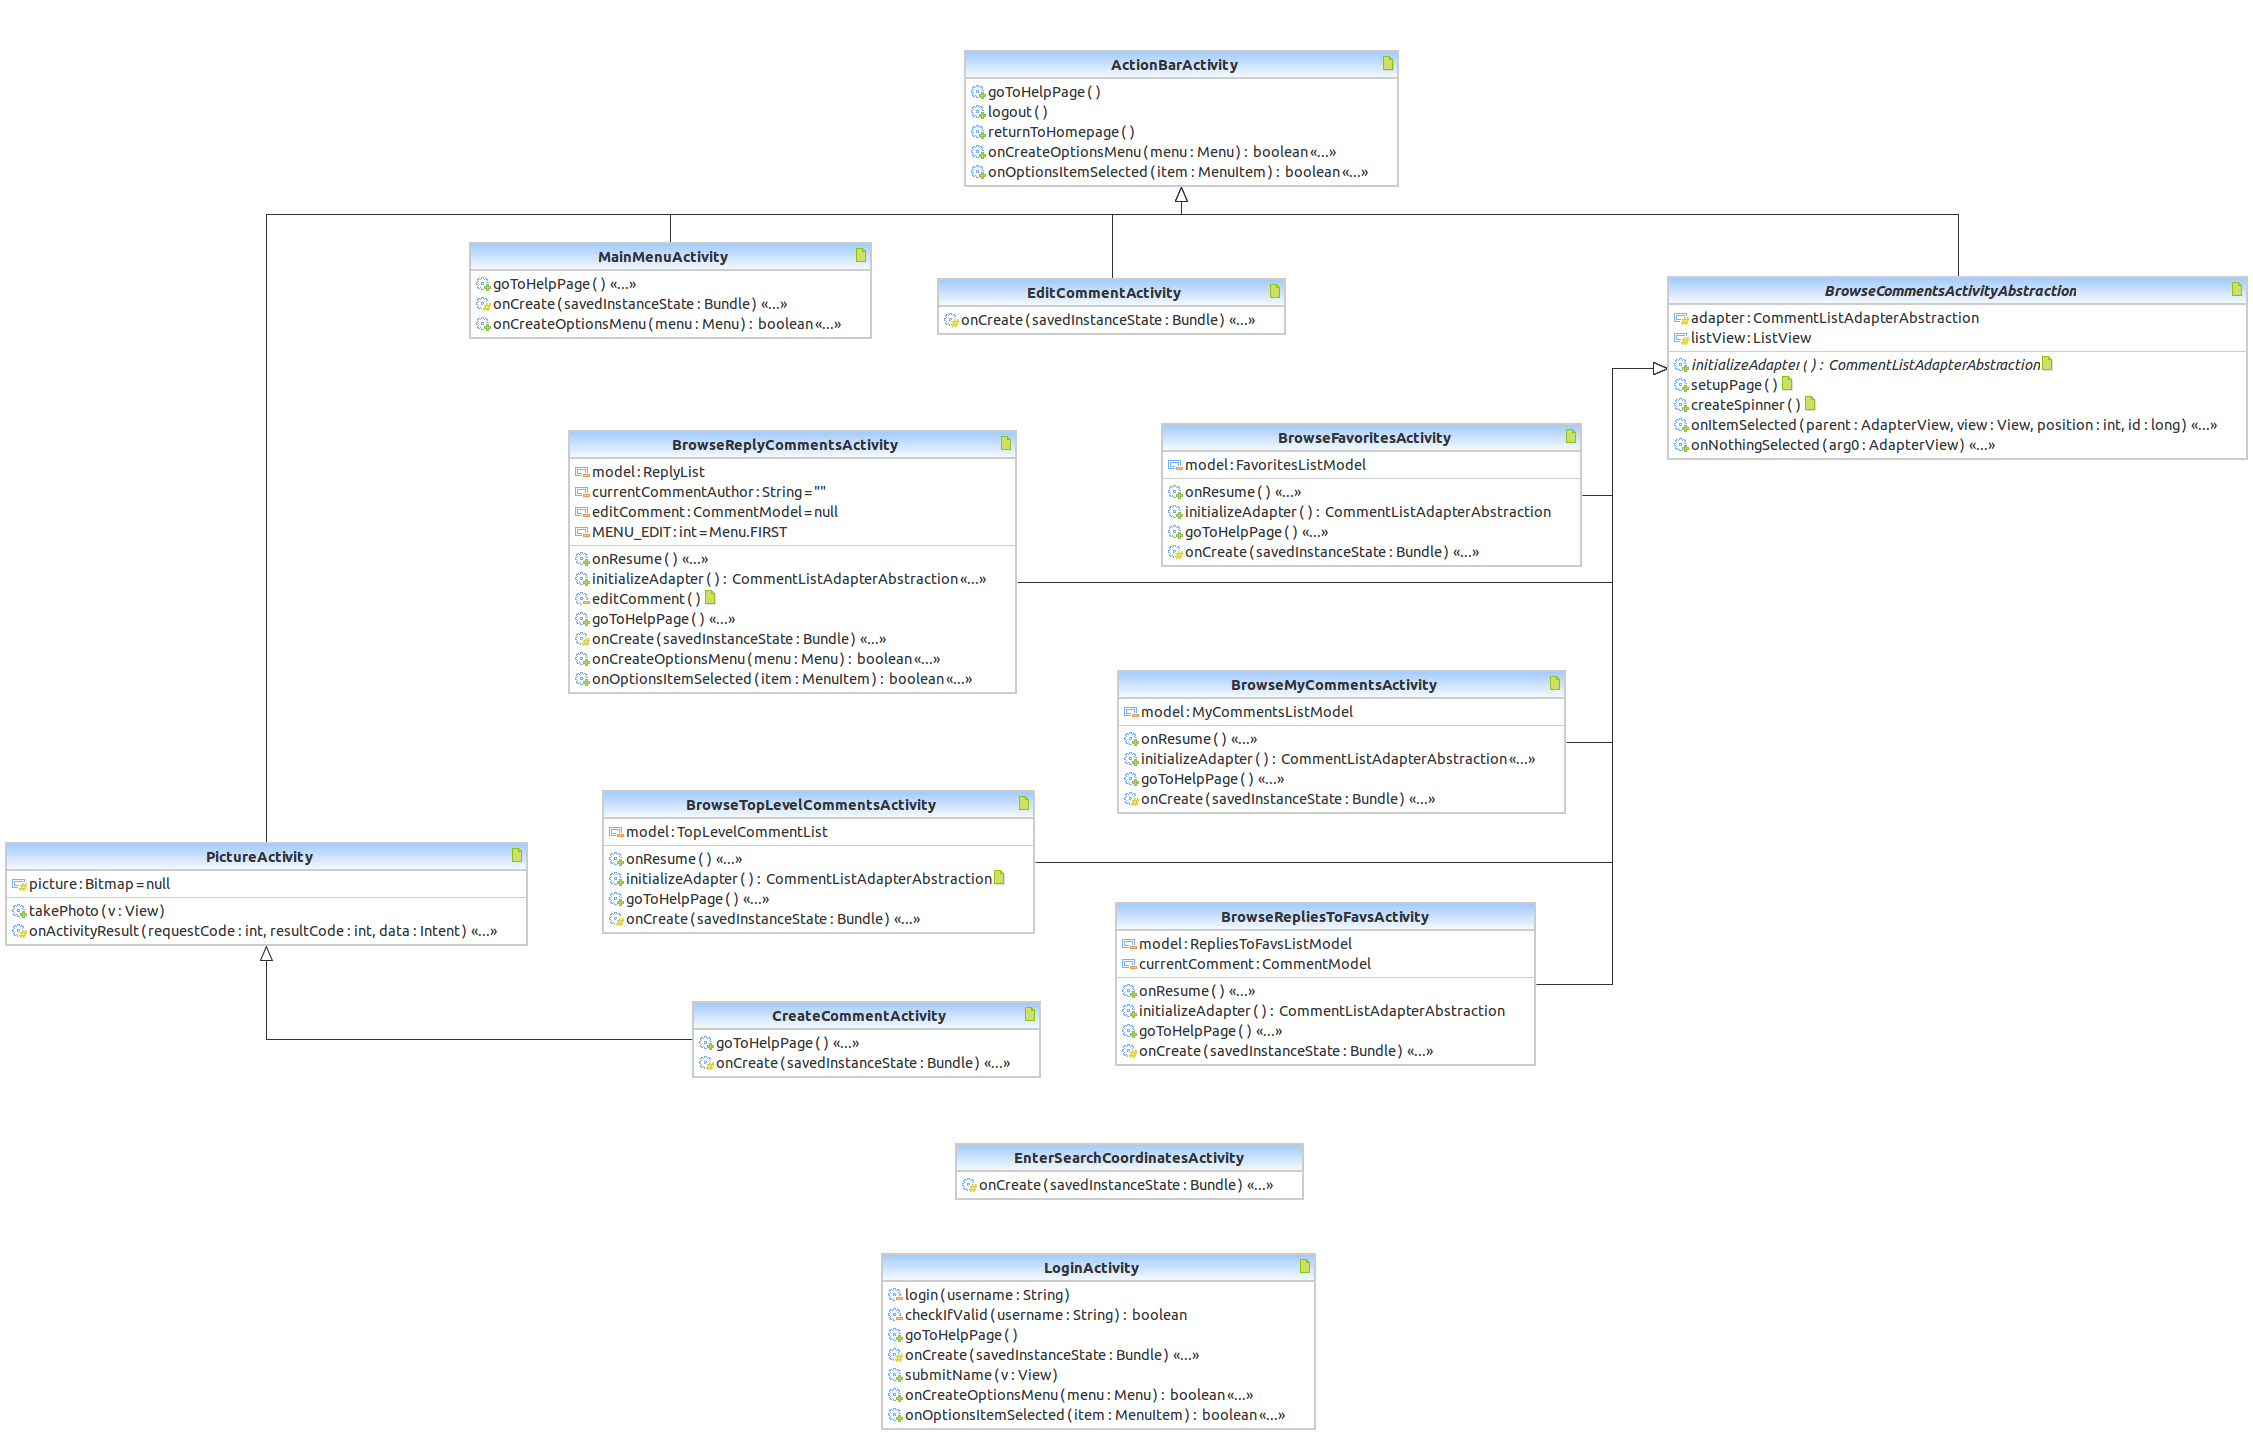 ActionBarActivity
goToHelpPage()
logout()
returnToHomepage()
onCreateOptionsMenu(menu:Menu): boolean«...»
onOptionsItemSelected(item:MenuItem): boolean«...»
MainMenuActivity
goToHelpPage() «...»
onCreate(savedInstanceState:Bundle) «...»
onCreateOptionsMenu(menu:Menu): boolean«...»
EditCommentActivity
onCreate(savedInstanceState:Bundle) «...»
BrowseCommentsActivityAbstraction
adapter:CommentListAdapterAbstraction
listView:ListView
initializeAdapter(): CommentListAdapterAbstraction
setupPage()
createSpinner()
onItemSelected(parent:AdapterView, view:View, position:int, id:long) «...»
onNothingSelected(arg0:AdapterView) «...»
BrowseReplyCommentsActivity
model:ReplyList
currentCommentAuthor:String=""
editComment:CommentModel=null
MENU_EDIT:int=Menu.FIRST
onResume() «...»
initializeAdapter(): CommentListAdapterAbstraction«...»
editComment()
goToHelpPage() «...»
onCreate(savedInstanceState:Bundle) «...»
onCreateOptionsMenu(menu:Menu): boolean«...»
onOptionsItemSelected(item:MenuItem): boolean«...»
BrowseFavoritesActivity
model:FavoritesListModel
onResume() «...»
initializeAdapter(): CommentListAdapterAbstraction
goToHelpPage() «...»
onCreate(savedInstanceState:Bundle) «...»
BrowseMyCommentsActivity
model:MyCommentsListModel
onResume() «...»
initializeAdapter(): CommentListAdapterAbstraction«...»
goToHelpPage() «...»
onCreate(savedInstanceState:Bundle) «...»
BrowseTopLevelCommentsActivity
model:TopLevelCommentList
onResume() «...»
initializeAdapter(): CommentListAdapterAbstraction
goToHelpPage() «...»
onCreate(savedInstanceState:Bundle) «...»
PictureActivity
picture:Bitmap=null
takePhoto(v:View)
onActivityResult(requestCode:int, resultCode:int, data:Intent) «...»
BrowseRepliesToFavsActivity
model:RepliesToFavsListModel
currentComment:CommentModel
onResume() «...»
initializeAdapter(): CommentListAdapterAbstraction
goToHelpPage() «...»
onCreate(savedInstanceState:Bundle) «...»
CreateCommentActivity
goToHelpPage() «...»
onCreate(savedInstanceState:Bundle) «...»
EnterSearchCoordinatesActivity
onCreate(savedInstanceState:Bundle) «...»
LoginActivity
login(username:String)
checkIfValid(username:String): boolean
goToHelpPage()
onCreate(savedInstanceState:Bundle) «...»
submitName(v:View)
onCreateOptionsMenu(menu:Menu): boolean«...»
onOptionsItemSelected(item:MenuItem): boolean«...»